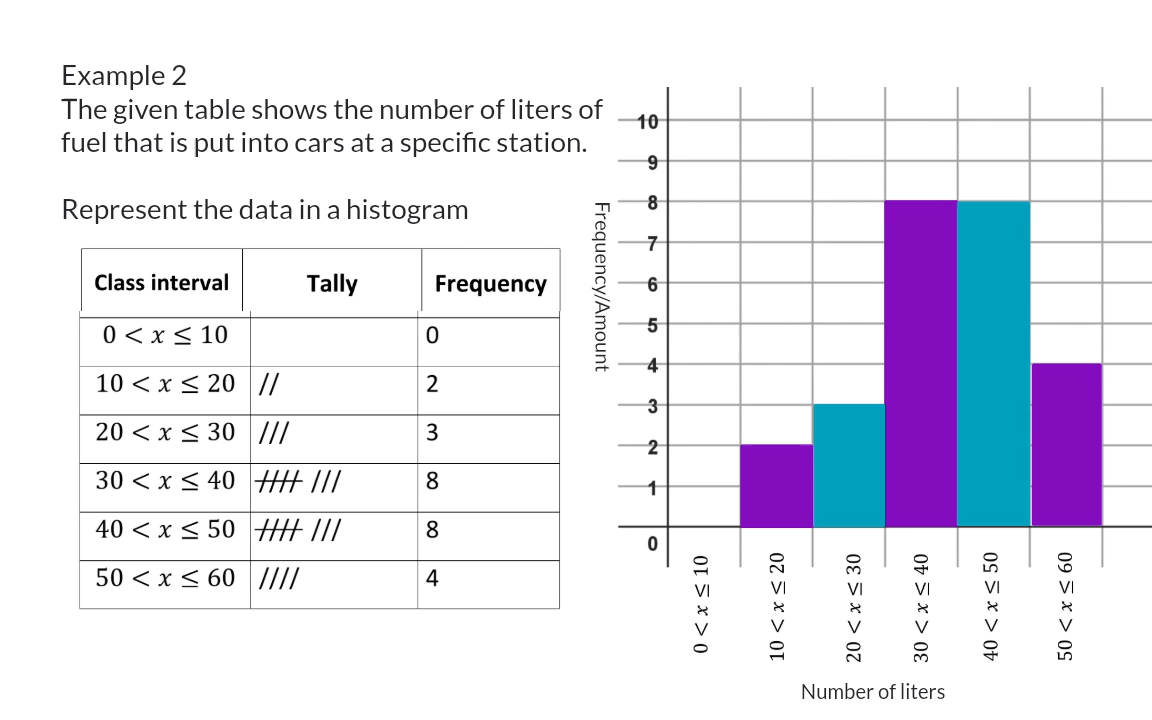 Example 2
The given table shows the number of liters of
fuel that is put into cars at a specific station.
Represent the data in a histogram
Class interval Tally Frequency
0 < x ≤ 10 0
10 < x ≤ 20 // 2
20 < x ≤ 30 /// 3
30 < x ≤ 40 //// /// 8
40 < x ≤ 50 //// /// 8
50 < x ≤ 60 //// 4
Frequency/Amount
10
9
8
7
6
5
4
3
2
1
0
0 < x ≤ 10
10 < x ≤ 20
20 < x ≤ 30
30 < x ≤ 40
40 < x ≤ 50
50 < x ≤ 60
Number of liters